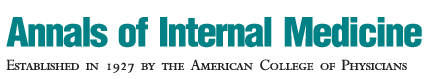 Annals of Internal Medicine
Established in 1927 by the American College of Physicians